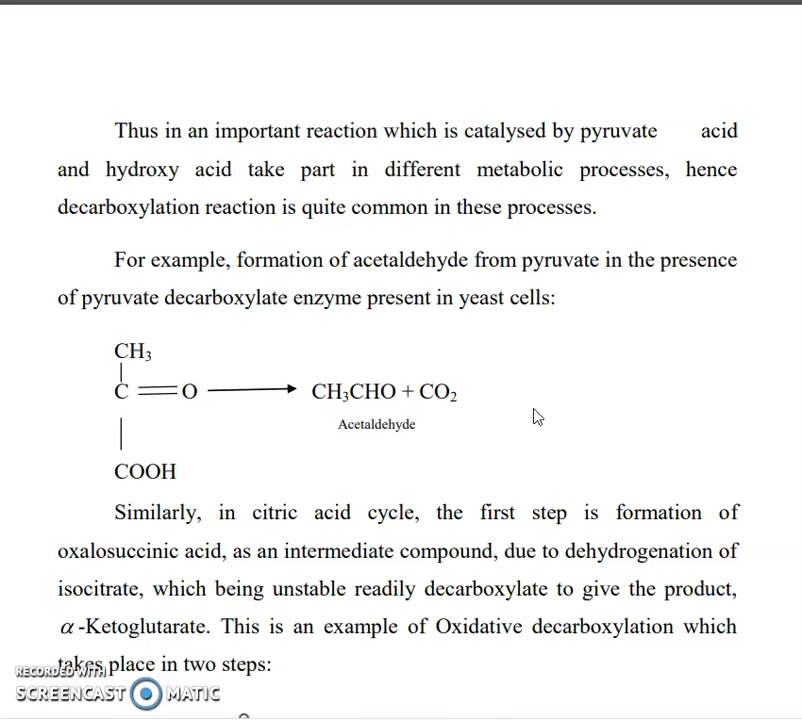 Thus in an important reaction which is catalysed by pyruvate acid
and hydroxy acid take part in different metabolic processes, hence
decarboxylation reaction is quite common in these processes.
For example, formation of acetaldehyde from pyruvate in the presence
of pyruvate decarboxylate enzyme present in yeast cells:
CH₃
C = O → CH₃CHO + CO₂
Acetaldehyde
COOH
Similarly, in citric acid cycle, the first step is formation of
oxalosuccinic acid, as an intermediate compound, due to dehydrogenation of
isocitrate, which being unstable readily decarboxylate to give the product,
α-Ketoglutarate. This is an example of Oxidative decarboxylation which
takes place in two steps:
RECORDED WITH
SCREENCAST MATIC